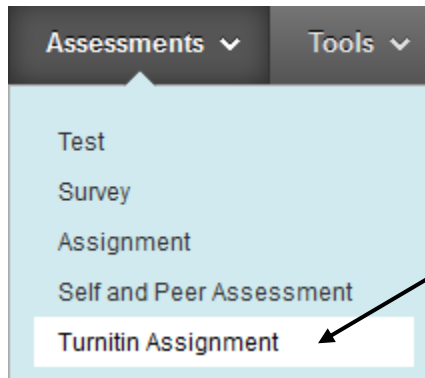 Assessments Tools
Test
Survey
Assignment
Self and Peer Assessment
Turnitin Assignment